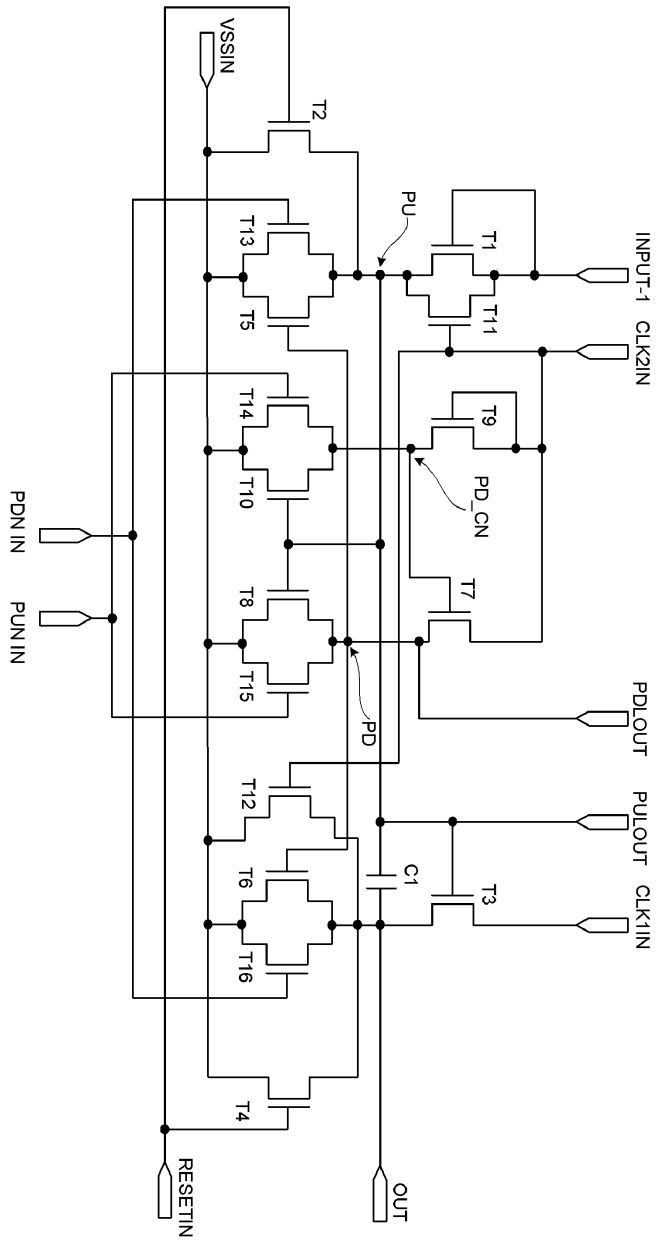 VSSIN
T2
PU
T1
INPUT-1
T13
T5
T11
CLK2IN
T14
T10
T9
PD_CN
PDN IN
PUN IN
T8
T15
T7
PD
PDLOUT
T12
T6
T16
C1
T3
PULOUT
CLK1IN
T4
RESETIN
OUT